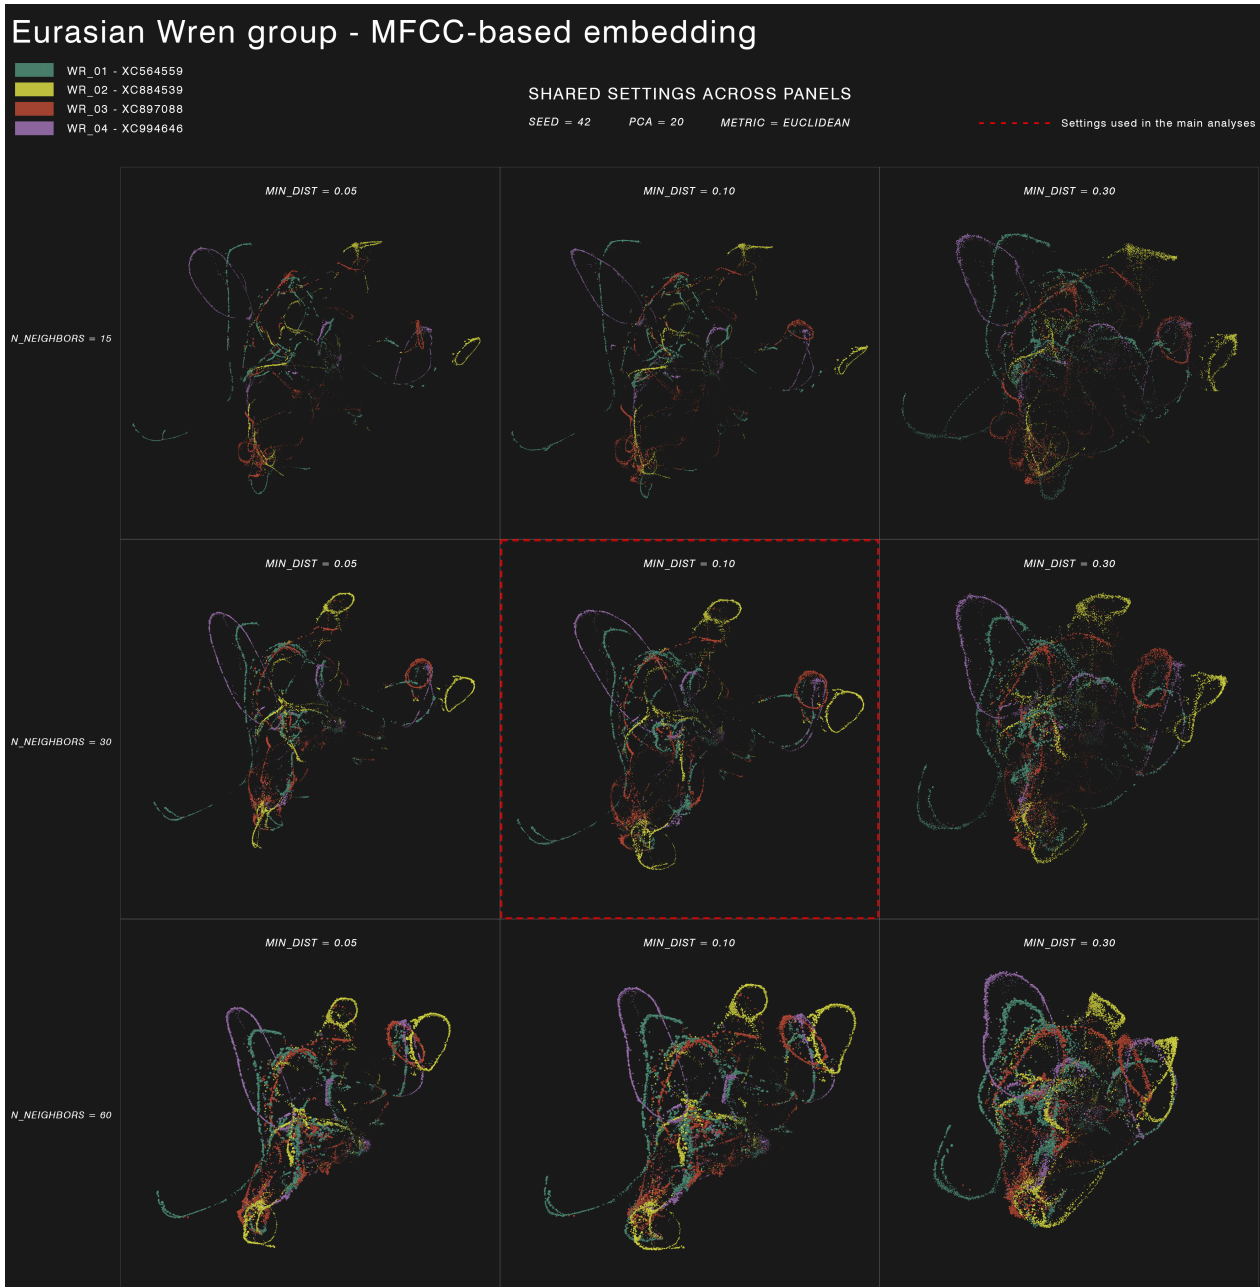 Eurasian Wren group - MFCC-based embedding
WR_01 - XC564559
WR_02 - XC884539
WR_03 - XC897088
WR_04 - XC994646
SHARED SETTINGS ACROSS PANELS
SEED = 42 PCA = 20 METRIC = EUCLIDEAN
Settings used in the main analyses
MIN_DIST = 0.05 MIN_DIST = 0.10 MIN_DIST = 0.30
N_NEIGHBORS = 15
MIN_DIST = 0.05 MIN_DIST = 0.10 MIN_DIST = 0.30
N_NEIGHBORS = 30
MIN_DIST = 0.05 MIN_DIST = 0.10 MIN_DIST = 0.30
N_NEIGHBORS = 60